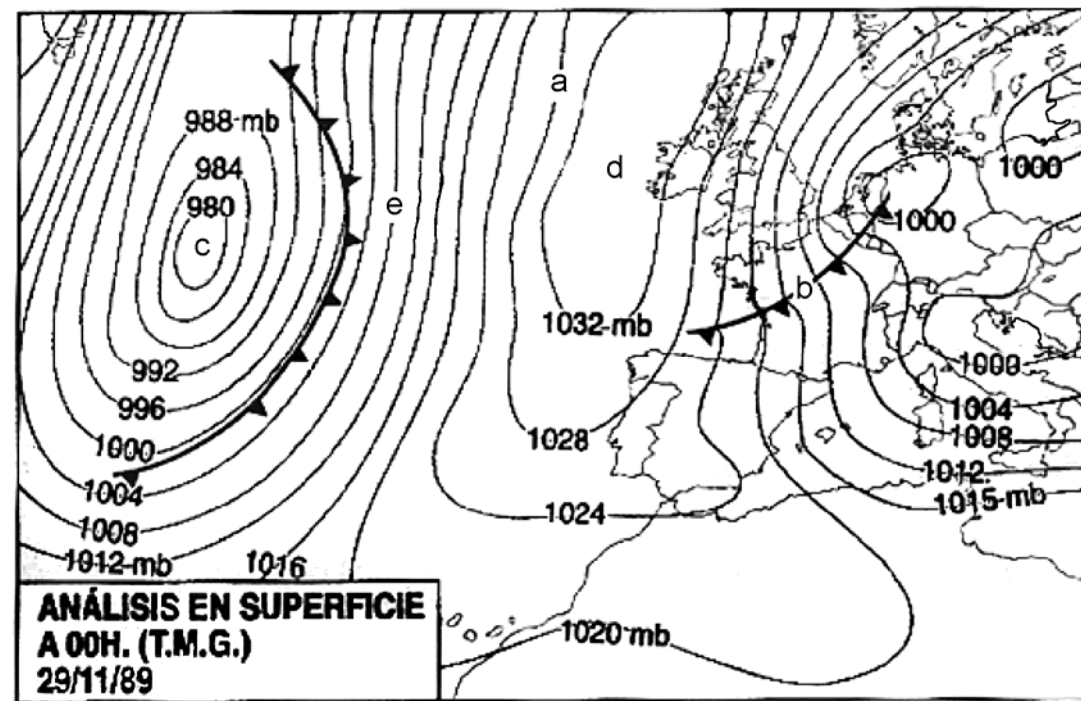 a
988-mb
984
d
1000
980
e
1000
c
b
1032-mb
992
1000
996
1004
1028
1008
1000
1012
1004
1015-mb
1024
1008
1012-mb
1016
ANÁLISIS EN SUPERFICIE
A 00H. (T.M.G.)
29/11/89
1020 mb